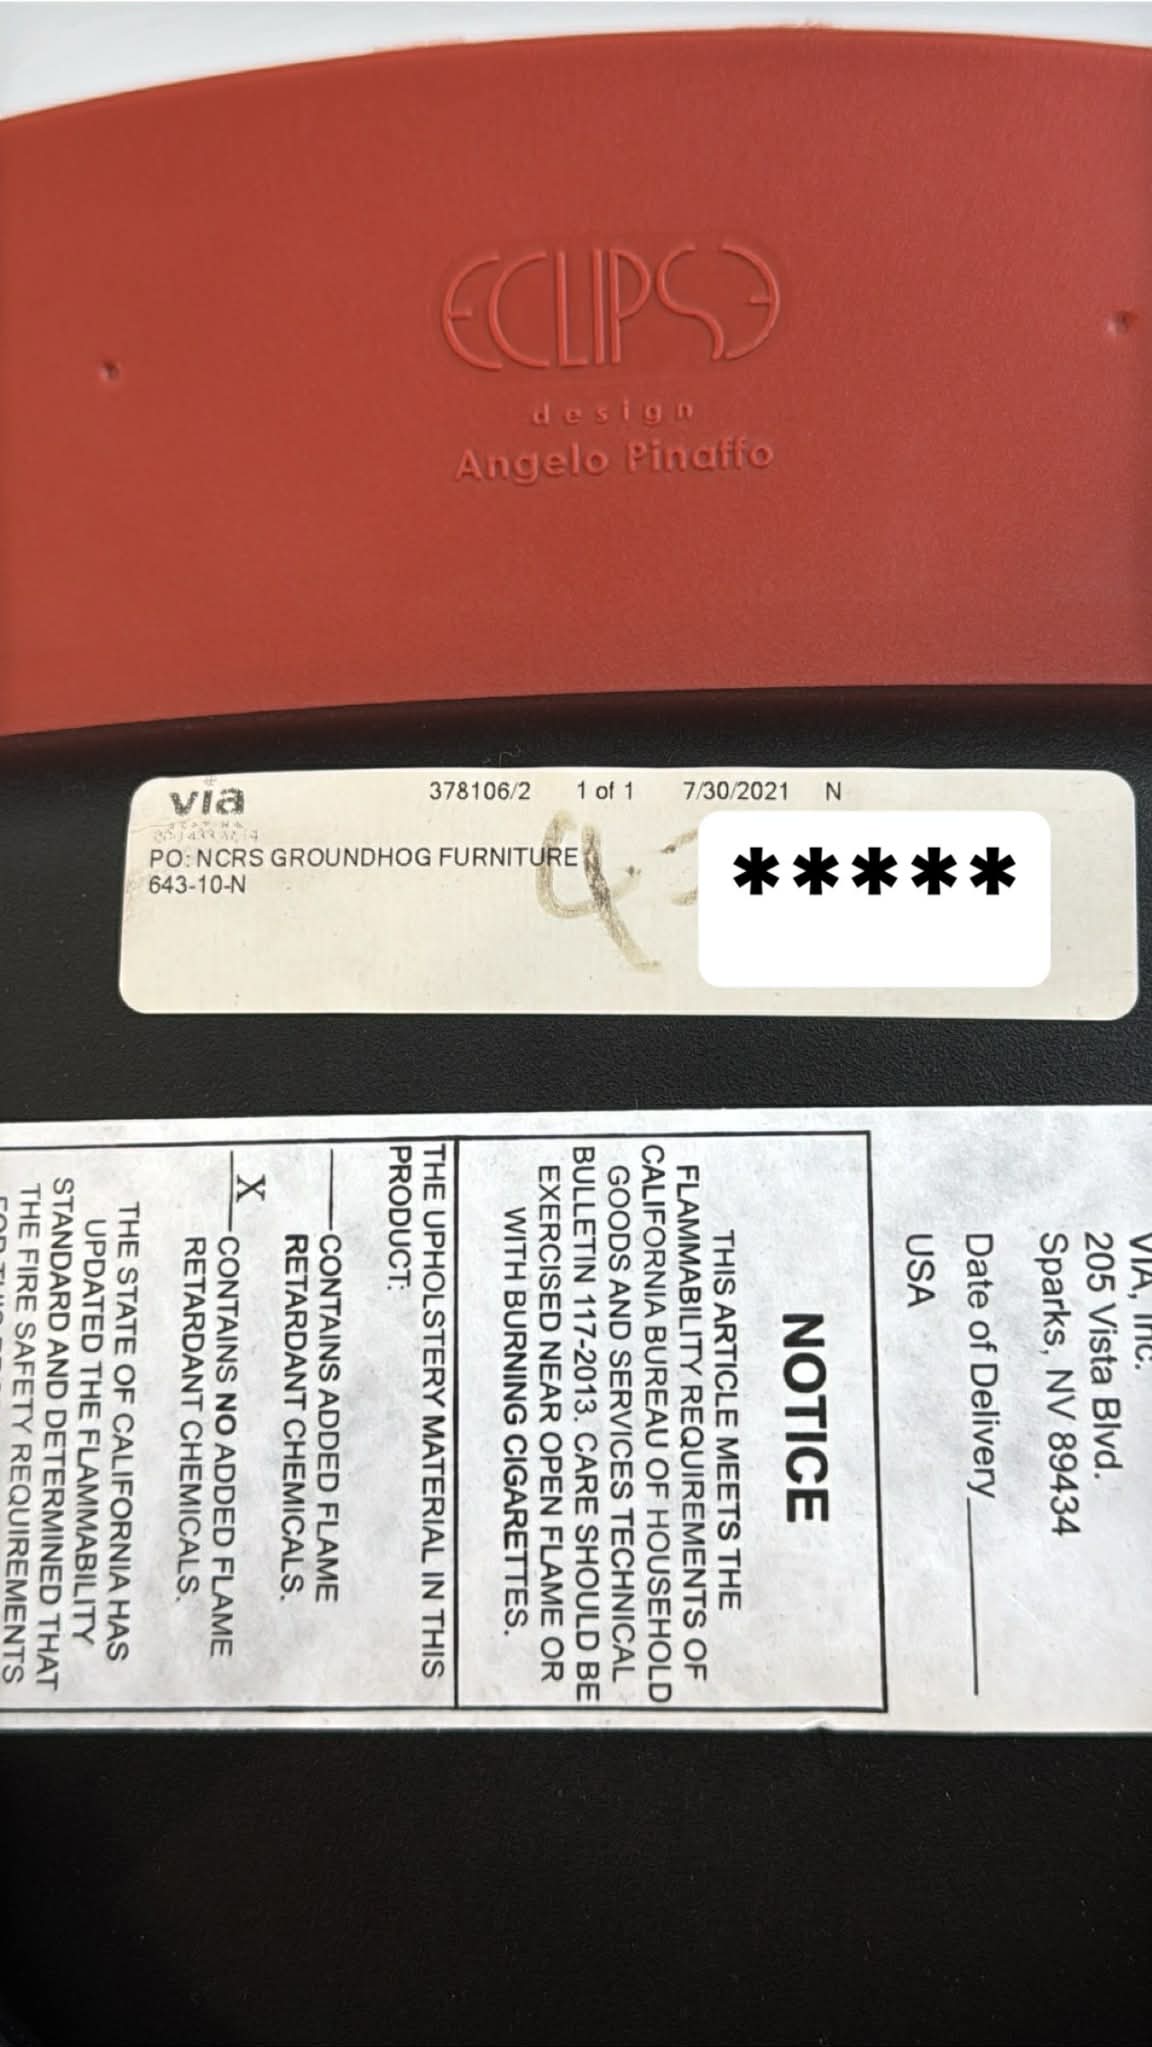 ECLIPSE
design
Angelo Pinaffo
via
378106/2 1 of 1 7/30/2021 N
PO: NCRS GROUNDHOG FURNITURE
643-10-N
4
*****
VIA, Inc.
205 Vista Blvd.
Sparks, NV 89434
Date of Delivery
USA
NOTICE
THIS ARTICLE MEETS THE
FLAMMABILITY REQUIREMENTS OF
CALIFORNIA BUREAU OF HOUSEHOLD
GOODS AND SERVICES TECHNICAL
BULLETIN 117-2013. CARE SHOULD BE
EXERCISED NEAR OPEN FLAME OR
WITH BURNING CIGARETTES.
THE UPHOLSTERY MATERIAL IN THIS
PRODUCT:
CONTAINS ADDED FLAME
RETARDANT CHEMICALS.
X CONTAINS NO ADDED FLAME
RETARDANT CHEMICALS.
THE STATE OF CALIFORNIA HAS
UPDATED THE FLAMMABILITY
STANDARD AND DETERMINED THAT
THE FIRE SAFETY REQUIREMENTS